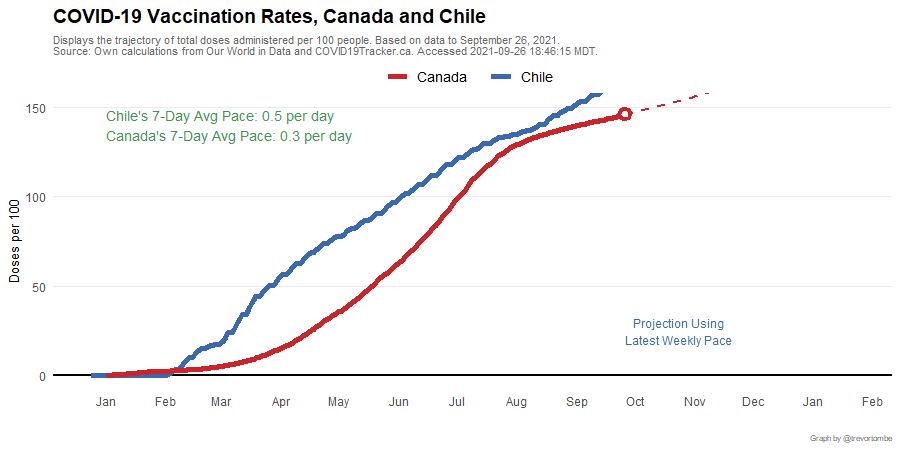 COVID-19 Vaccination Rates, Canada and Chile
Displays the trajectory of total doses administered per 100 people. Based on data to September 26, 2021.
Source: Own calculations from Our World in Data and COVID19Tracker.ca. Accessed 2021-09-26 18:46:15 MDT.
Canada Chile
Chile's 7-Day Avg Pace: 0.5 per day
Canada's 7-Day Avg Pace: 0.3 per day
150
100
50
0
Doses per 100
Projection Using
Latest Weekly Pace
Jan Feb Mar Apr May Jun Jul Aug Sep Oct Nov Dec Jan Feb
Graph by @trevortombe